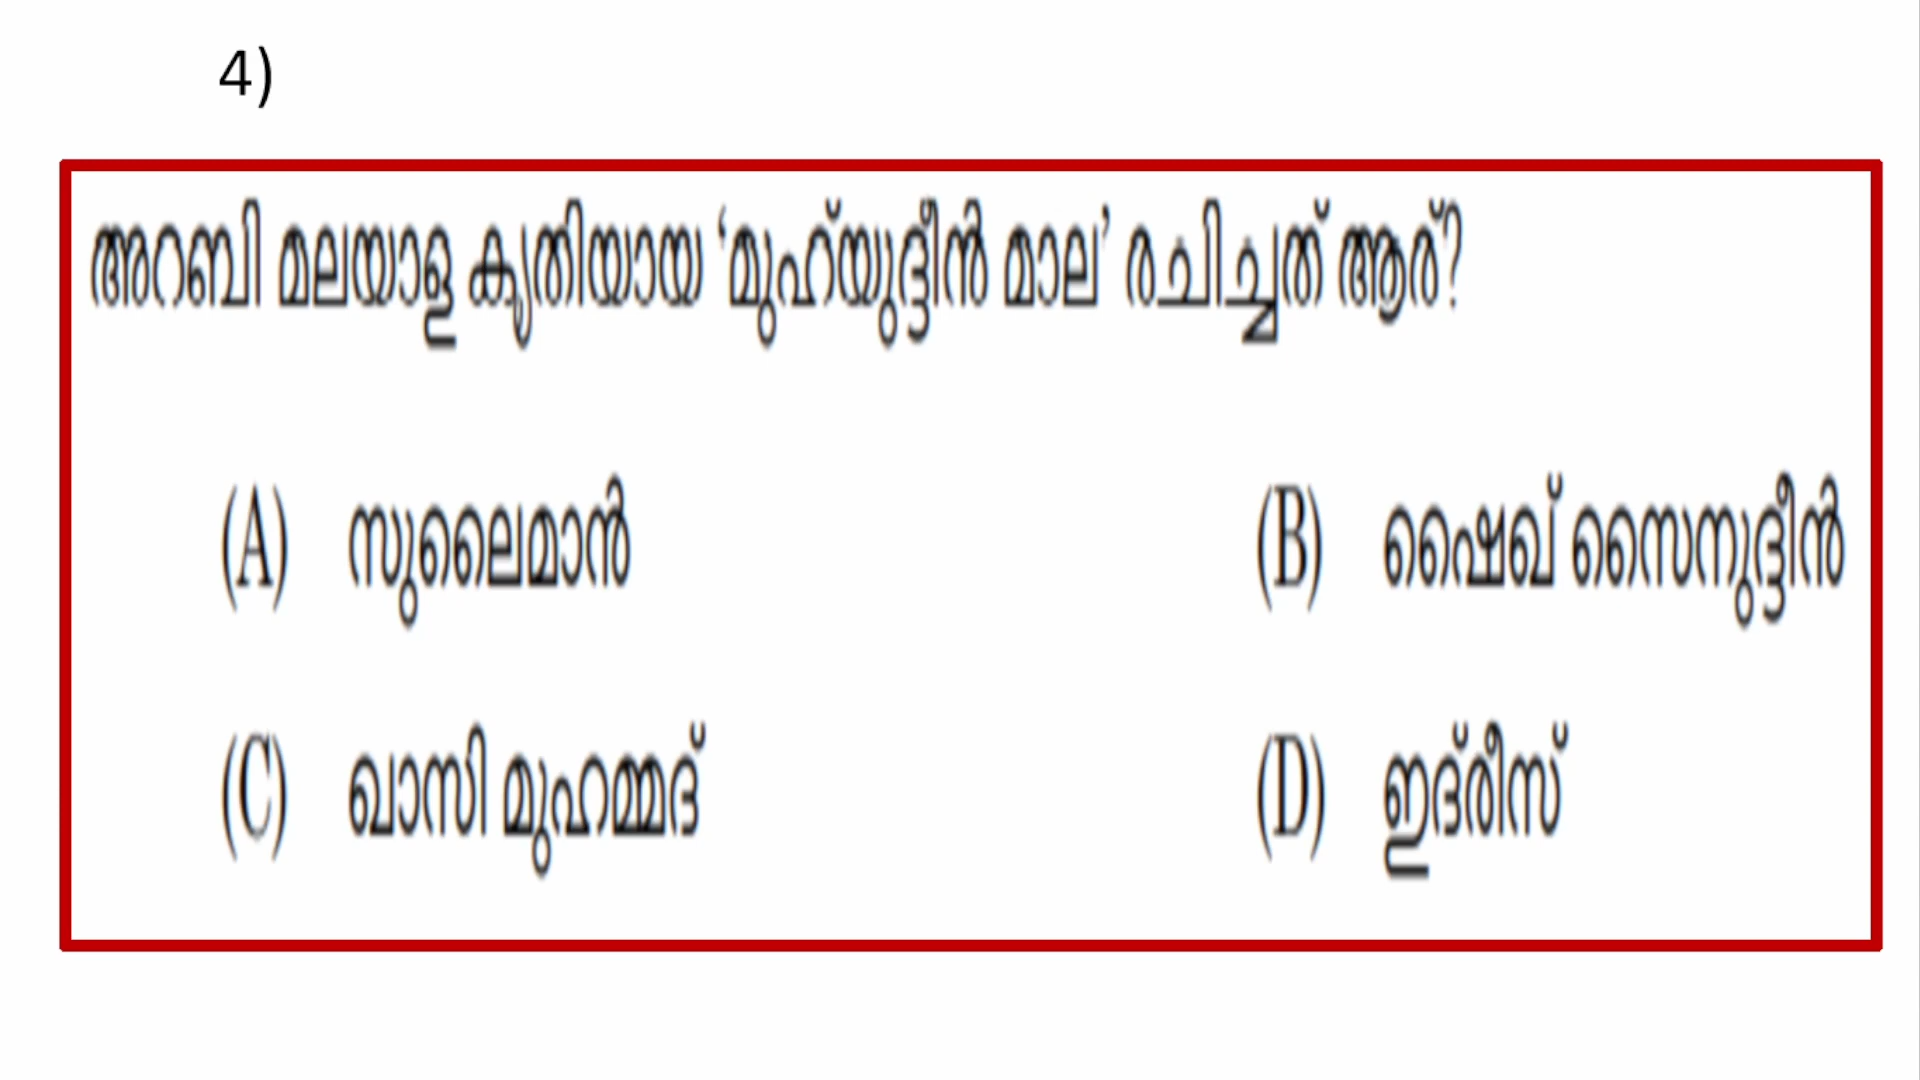 4)
അറബി മലയാള കൃതിയായ ‘മുഹ്‌യുദ്ദീൻ മാല’ രചിച്ചത് ആര്?
(A) സുലൈമാൻ (B) ഷൈഖ് സൈനുദ്ദീൻ
(C) ഖാസി മുഹമ്മദ് (D) ഇദ്‌രീസ്